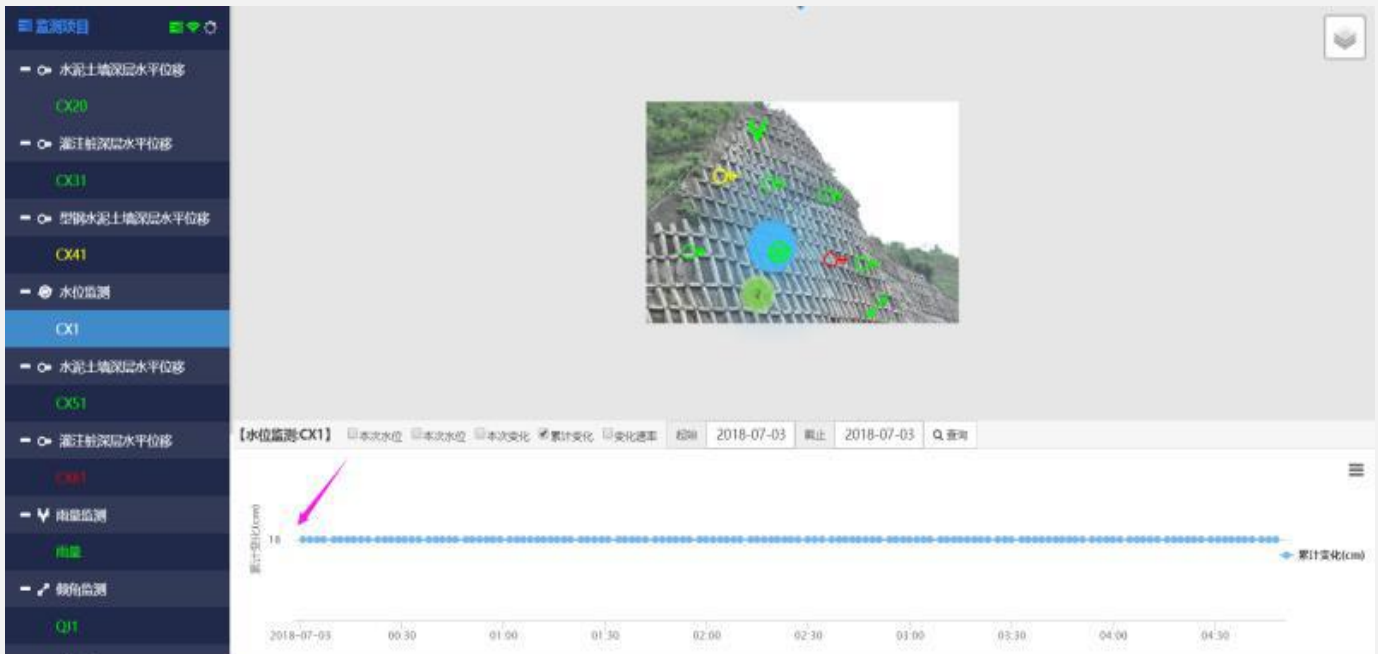 监测项目
水泥土墙深层水平位移
CX20
灌注桩深层水平位移
CX31
型钢水泥土墙深层水平位移
CX41
水位监测
CX1
水泥土墙深层水平位移
CX51
灌注桩深层水平位移
CX61
雨量监测
雨量
倾角监测
QJ1
【水位监测:CX1】 本次水位 本次水位 本次变化 累计变化 变化速率 起始 2018-07-03 截止 2018-07-03 查询
累计变化(cm)
18
累计变化(cm)
2018-07-03 00:30 01:00 01:30 02:00 02:30 03:00 03:30 04:00 04:30